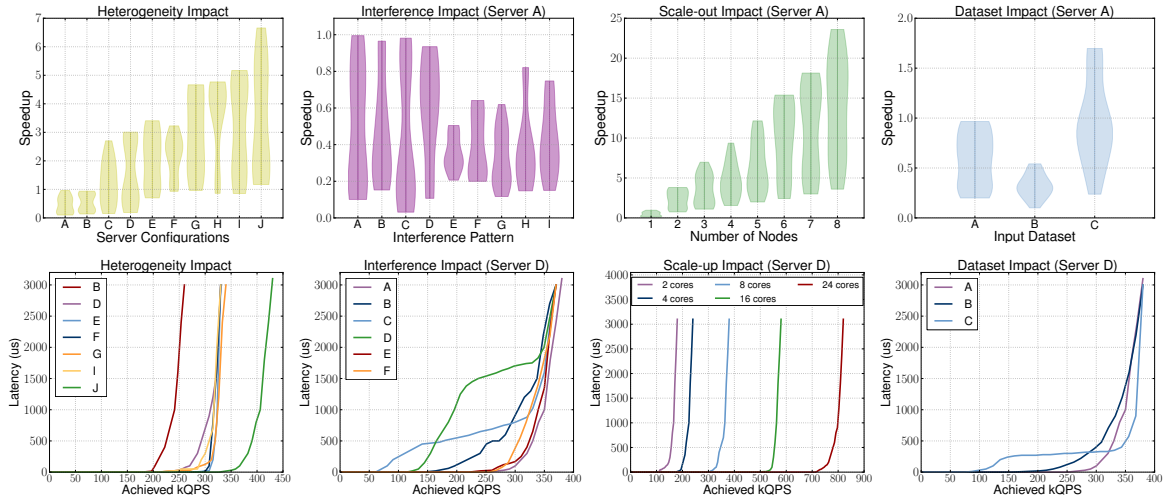 Heterogeneity Impact
Speedup
7
6
5
4
3
2
1
0
A B C D E F G H I J
Server Configurations
Interference Impact (Server A)
Speedup
1.0
0.8
0.6
0.4
0.2
0.0
A B C D E F G H I
Interference Pattern
Scale-out Impact (Server A)
Speedup
25
20
15
10
5
0
1 2 3 4 5 6 7 8
Number of Nodes
Dataset Impact (Server A)
Speedup
2.0
1.5
1.0
0.5
0.0
A B C
Input Dataset
Heterogeneity Impact
Latency (us)
3000
2500
2000
1500
1000
500
0
B
D
E
F
G
I
J
0 50 100 150 200 250 300 350 400 450
Achieved kQPS
Interference Impact (Server D)
Latency (us)
3000
2500
2000
1500
1000
500
0
A
B
C
D
E
F
0 50 100 150 200 250 300 350 400
Achieved kQPS
Scale-up Impact (Server D)
Latency (us)
4000
3500
3000
2500
2000
1500
1000
500
0
2 cores 8 cores 24 cores
4 cores 16 cores
0 100 200 300 400 500 600 700 800 900
Achieved kQPS
Dataset Impact (Server D)
Latency (us)
3000
2500
2000
1500
1000
500
0
A
B
C
0 50 100 150 200 250 300 350 400
Achieved kQPS